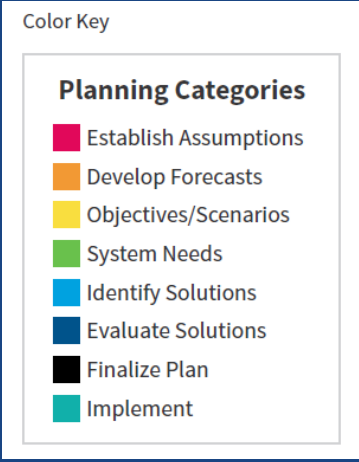 Color Key
Planning Categories
Establish Assumptions
Develop Forecasts
Objectives/Scenarios
System Needs
Identify Solutions
Evaluate Solutions
Finalize Plan
Implement